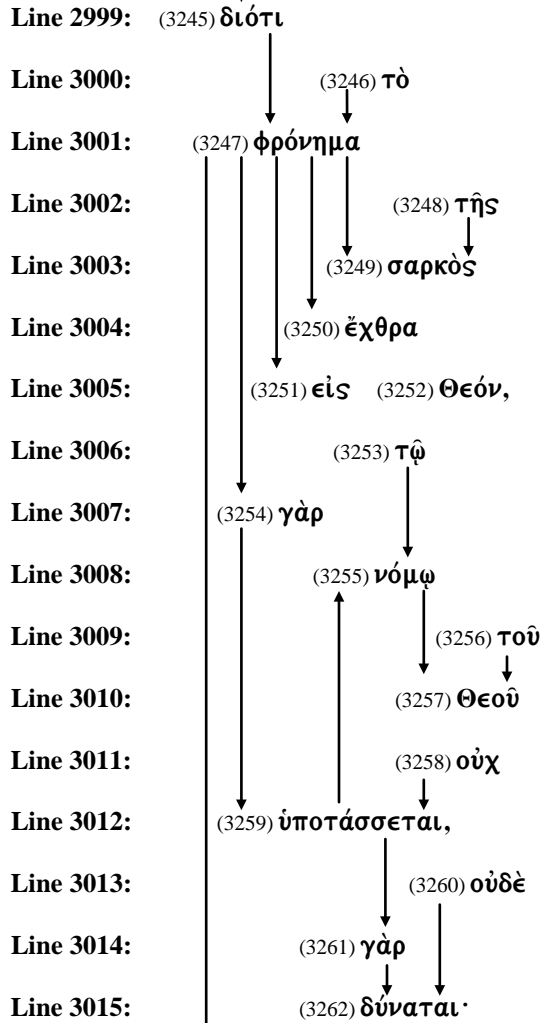 Line 2999: (3245) διότι
Line 3000: (3246) τὸ
Line 3001: (3247) φρόνημα
Line 3002: (3248) τῆς
Line 3003: (3249) σαρκὸς
Line 3004: (3250) ἔχθρα
Line 3005: (3251) εἰς (3252) Θεόν,
Line 3006: (3253) τῷ
Line 3007: (3254) γὰρ
Line 3008: (3255) νόμῳ
Line 3009: (3256) τοῦ
Line 3010: (3257) Θεοῦ
Line 3011: (3258) οὐχ
Line 3012: (3259) ὑποτάσσεται,
Line 3013: (3260) οὐδὲ
Line 3014: (3261) γὰρ
Line 3015: (3262) δύναται·